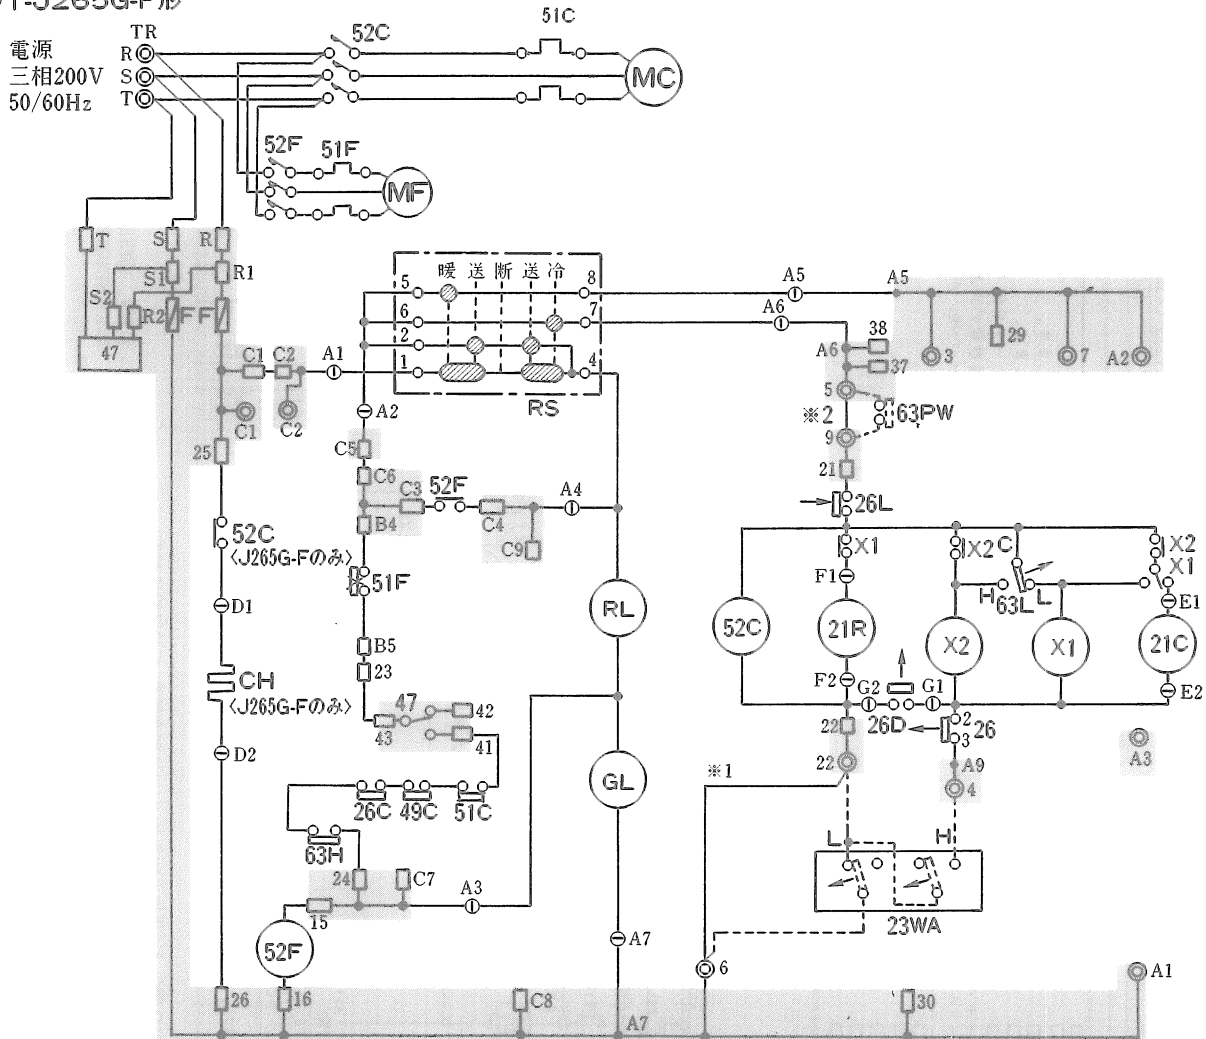 VT-J265G-F形
51C
TR
52C
電源
三相200V
50/60Hz
R
S
T
MC
52F
51F
MF
T
S
R
S1
R1
S2
R2
F
F
47
暖 送 断 送 冷
5
8
6
7
2
1
4
RS
A5
A5
A6
A6
38
37
5
3
29
7
A2
C1
C2
A1
C1
C2
A2
※2
63PW
9
21
25
C5
C6
C3
52F
C4
A4
26L
B4
C9
52C
〈J265G-Fのみ〉
51F
X1
X2
C
X2
X1
F1
H
63L
L
E1
D1
RL
52C
21R
X2
X1
21C
B5
23
F2
G2
G1
E2
CH
〈J265G-Fのみ〉
47
42
43
41
22
26D
2
3
26
D2
22
A9
4
A3
※1
GL
26C
49C
51C
63H
L
H
24
C7
A3
15
23WA
52F
A7
6
A1
26
16
C8
A7
30